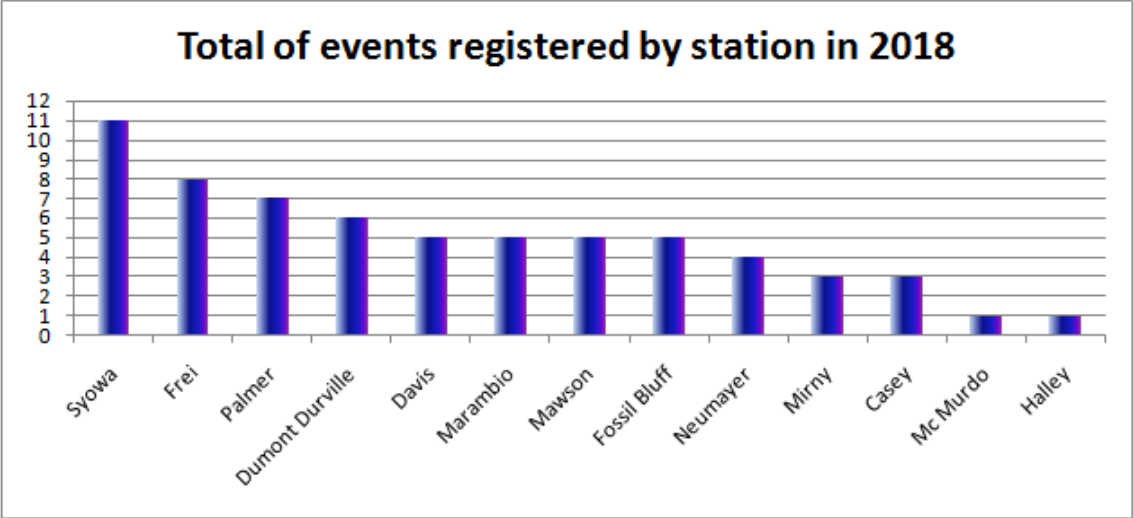 Total of events registered by station in 2018
12
11
10
9
8
7
6
5
4
3
2
1
0
Syowa
Frei
Palmer
Dumont Durville
Davis
Marambio
Mawson
Fossil Bluff
Neumayer
Mirny
Casey
Mc Murdo
Halley